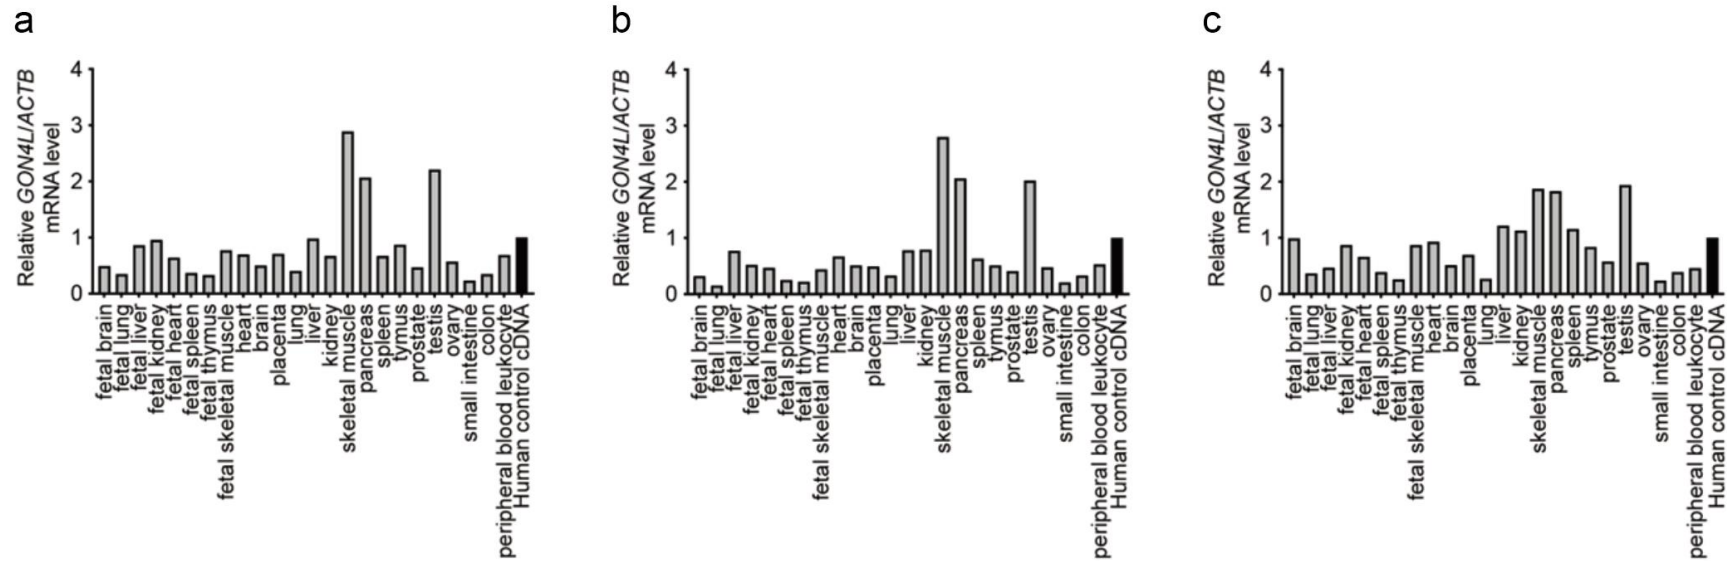 a
Relative GON4L/ACTB
mRNA level
4
3
2
1
0
fetal brain
fetal lung
fetal liver
fetal kidney
fetal heart
fetal spleen
fetal thymus
fetal skeletal muscle
heart
brain
placenta
lung
liver
kidney
skeletal muscle
pancreas
spleen
tymus
prostate
testis
ovary
small intestine
colon
peripheral blood leukocyte
Human control cDNA
b
Relative GON4L/ACTB
mRNA level
4
3
2
1
0
fetal brain
fetal lung
fetal liver
fetal kidney
fetal heart
fetal spleen
fetal thymus
fetal skeletal muscle
heart
brain
placenta
lung
liver
kidney
skeletal muscle
pancreas
spleen
tymus
prostate
testis
ovary
small intestine
colon
peripheral blood leukocyte
Human control cDNA
c
Relative GON4L/ACTB
mRNA level
4
3
2
1
0
fetal brain
fetal lung
fetal liver
fetal kidney
fetal heart
fetal spleen
fetal thymus
fetal skeletal muscle
heart
brain
placenta
lung
liver
kidney
skeletal muscle
pancreas
spleen
tymus
prostate
testis
ovary
small intestine
colon
peripheral blood leukocyte
Human control cDNA